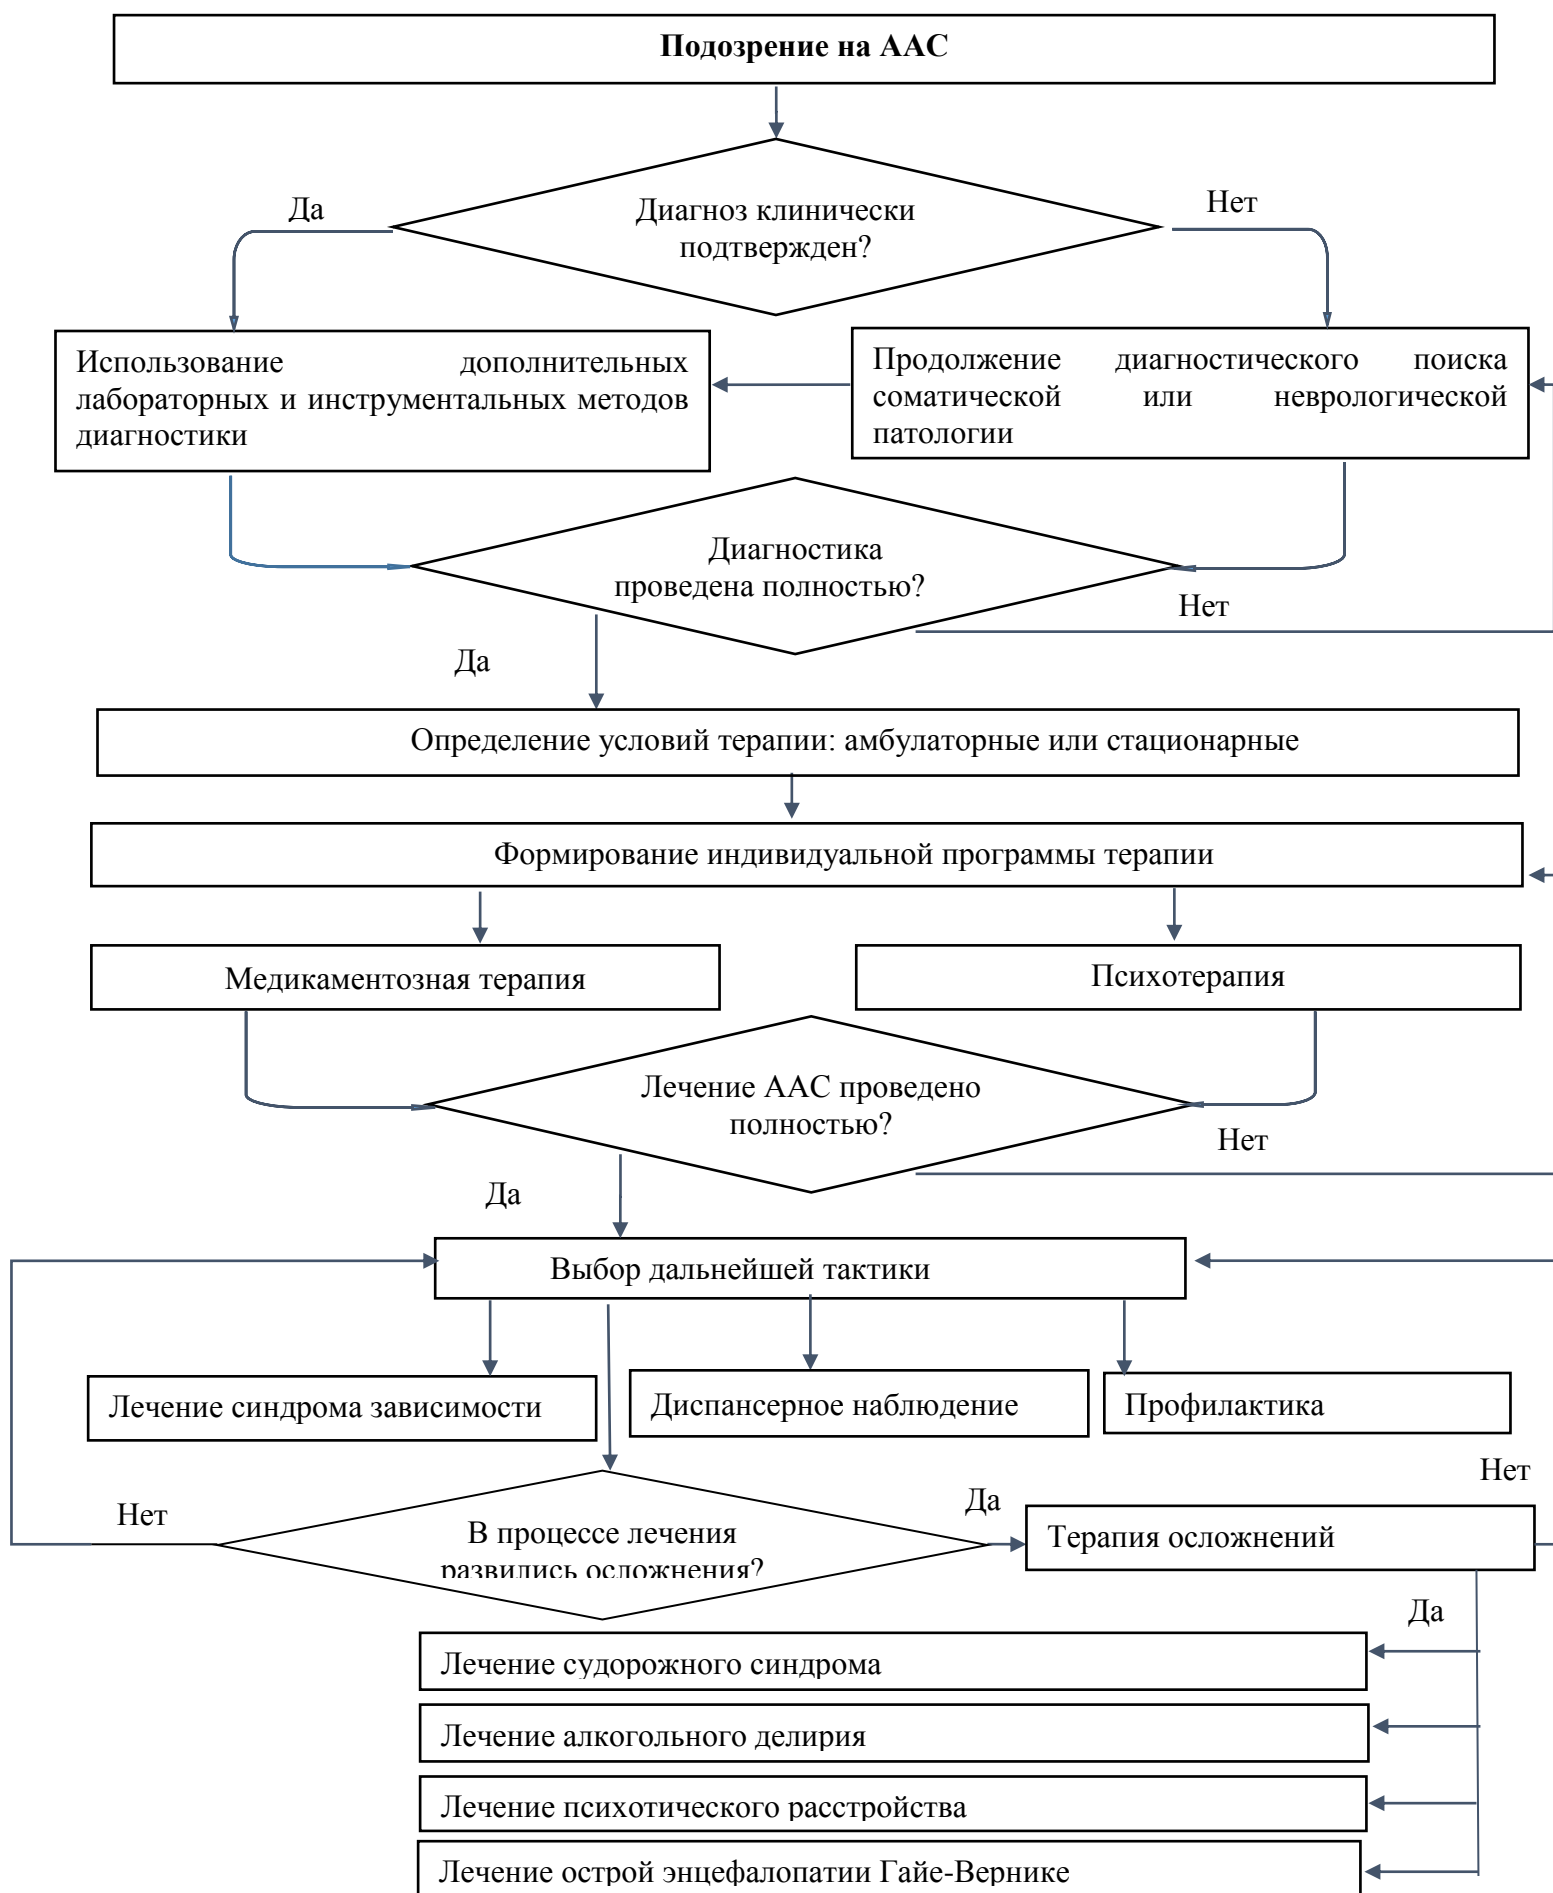 Подозрение на ААС
Да
Диагноз клинически
подтвержден?
Нет
Использование дополнительных
лабораторных и инструментальных методов
диагностики
Продолжение диагностического поиска
соматической или неврологической
патологии
Диагностика
проведена полностью?
Нет
Да
Определение условий терапии: амбулаторные или стационарные
Формирование индивидуальной программы терапии
Медикаментозная терапия
Психотерапия
Лечение ААС проведено
полностью?
Нет
Да
Выбор дальнейшей тактики
Лечение синдрома зависимости
Диспансерное наблюдение
Профилактика
Нет
Нет
В процессе лечения
развились осложнения?
Да
Терапия осложнений
Да
Лечение судорожного синдрома
Лечение алкогольного делирия
Лечение психотического расстройства
Лечение острой энцефалопатии Гайе-Вернике